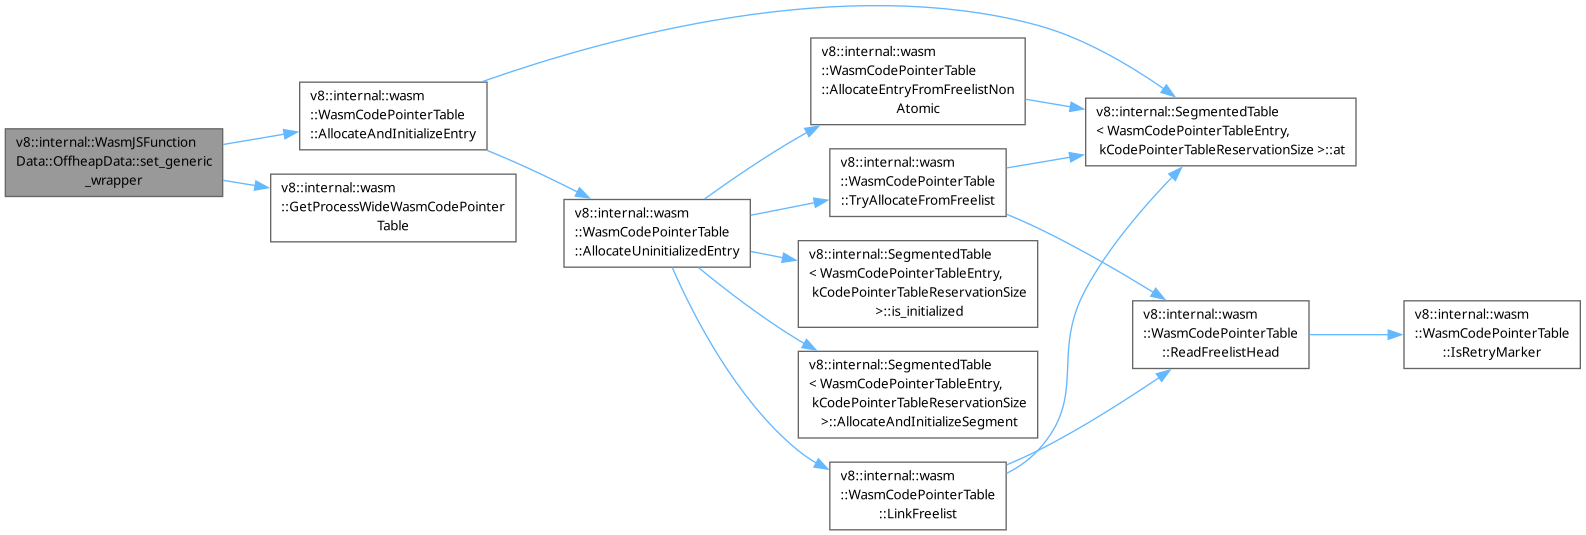 v8::internal::WasmJSFunction
Data::OffheapData::set_generic
_wrapper
v8::internal::wasm
::WasmCodePointerTable
::AllocateAndInitializeEntry
v8::internal::wasm
::GetProcessWideWasmCodePointer
Table
v8::internal::wasm
::WasmCodePointerTable
::AllocateUninitializedEntry
v8::internal::wasm
::WasmCodePointerTable
::AllocateEntryFromFreelistNon
Atomic
v8::internal::wasm
::WasmCodePointerTable
::TryAllocateFromFreelist
v8::internal::SegmentedTable
< WasmCodePointerTableEntry,
kCodePointerTableReservationSize
>::is_initialized
v8::internal::SegmentedTable
< WasmCodePointerTableEntry,
kCodePointerTableReservationSize
>::AllocateAndInitializeSegment
v8::internal::wasm
::WasmCodePointerTable
::LinkFreelist
v8::internal::SegmentedTable
< WasmCodePointerTableEntry,
kCodePointerTableReservationSize >::at
v8::internal::wasm
::WasmCodePointerTable
::ReadFreelistHead
v8::internal::wasm
::WasmCodePointerTable
::IsRetryMarker